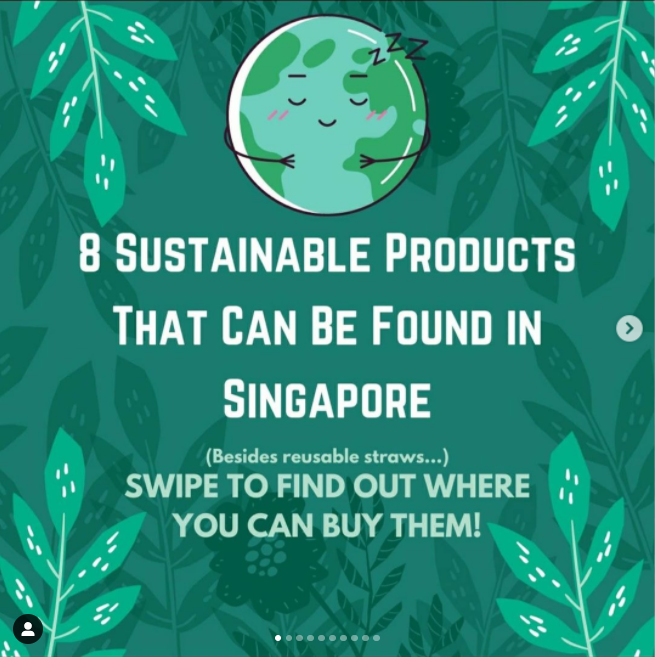 zzz
8 Sustainable Products
That Can Be Found in
Singapore
(Besides reusable straws...)
SWIPE TO FIND OUT WHERE
YOU CAN BUY THEM!